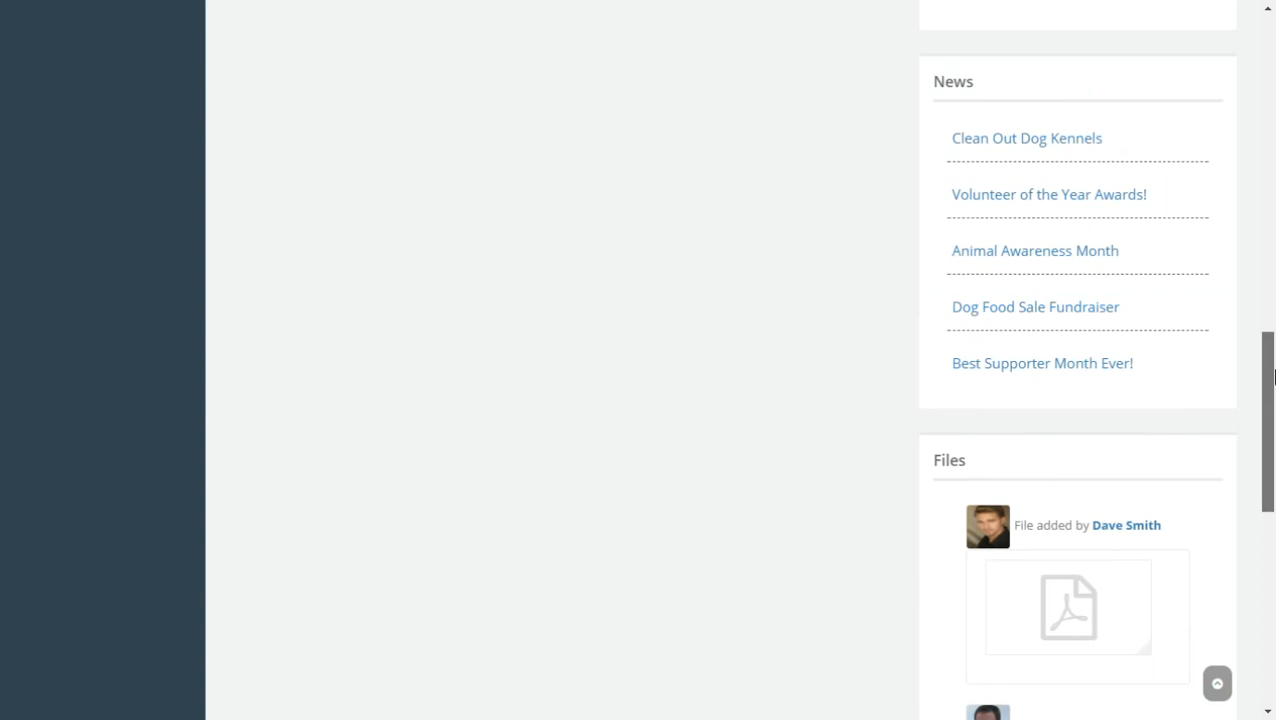 News
Clean Out Dog Kennels
Volunteer of the Year Awards!
Animal Awareness Month
Dog Food Sale Fundraiser
Best Supporter Month Ever!
Files
File added by Dave Smith